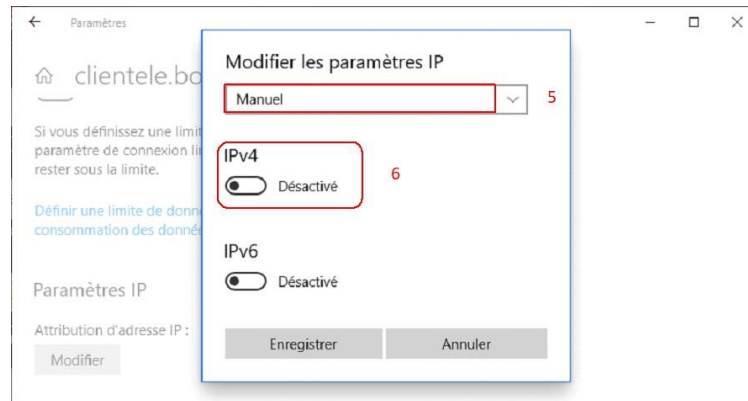 Paramètres
clientele.bo
Si vous définissez une limit
paramètre de connexion li
rester sous la limite.
Définir une limite de donn
consommation des donné
Paramètres IP
Attribution d'adresse IP :
Modifier
Modifier les paramètres IP
Manuel
5
IPv4
Désactivé
6
IPv6
Désactivé
Enregistrer
Annuler